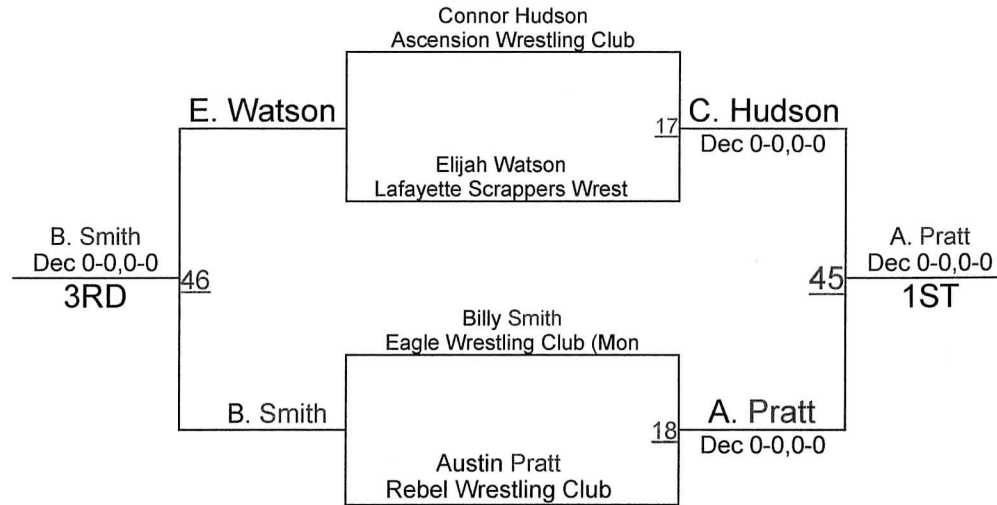 Connor Hudson
Ascension Wrestling Club
E. Watson
17
C. Hudson
Dec 0-0,0-0
Elijah Watson
Lafayette Scrappers Wrest
B. Smith
Dec 0-0,0-0
3RD
46
45
A. Pratt
Dec 0-0,0-0
1ST
Billy Smith
Eagle Wrestling Club (Mon
B. Smith
18
A. Pratt
Dec 0-0,0-0
Austin Pratt
Rebel Wrestling Club